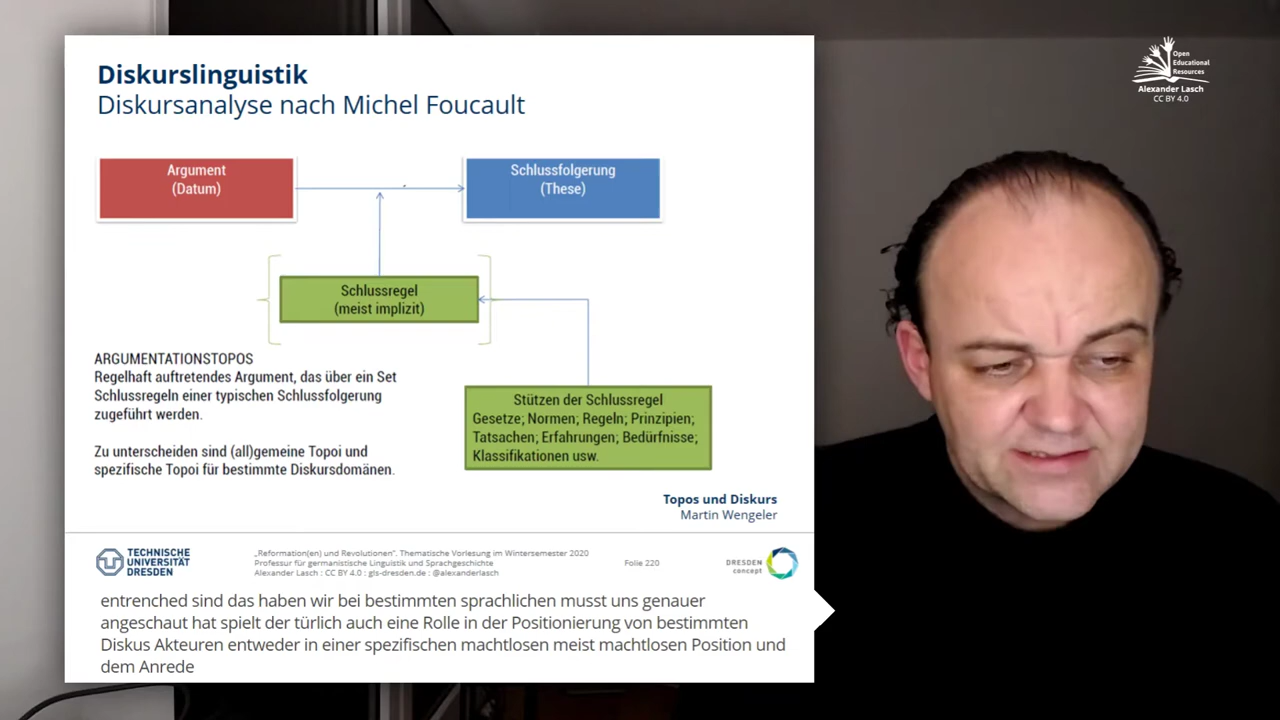 Diskurslinguistik
Diskursanalyse nach Michel Foucault
Argument
(Datum)
Schlussfolgerung
(These)
Schlussregel
(meist implizit)
ARGUMENTATIONSTOPOS
Regelhaft auftretendes Argument, das über ein Set
Schlussregeln einer typischen Schlussfolgerung
zugeführt werden.
Zu unterscheiden sind (all)gemeine Topoi und
spezifische Topoi für bestimmte Diskursdomänen.
Stützen der Schlussregel
Gesetze; Normen; Regeln; Prinzipien;
Tatsachen; Erfahrungen; Bedürfnisse;
Klassifikationen usw.
Topos und Diskurs
Martin Wengeler
TECHNISCHE
UNIVERSITÄT
DRESDEN
„Reformation(en) und Revolutionen". Thematische Vorlesung im Wintersemester 2020
Professur für germanistische Linguistik und Sprachgeschichte
Alexander Lasch : CC BY 4.0 : gls-dresden.de : @alexanderlasch
Folie 220
DRESDEN
concept
entrenched sind das haben wir bei bestimmten sprachlichen musst uns genauer
angeschaut hat spielt der türlich auch eine Rolle in der Positionierung von bestimmten
Diskus Akteuren entweder in einer spezifischen machtlosen meist machtlosen Position und
dem Anrede
Open
Educational
Resources
Alexander Lasch
CC BY 4.0